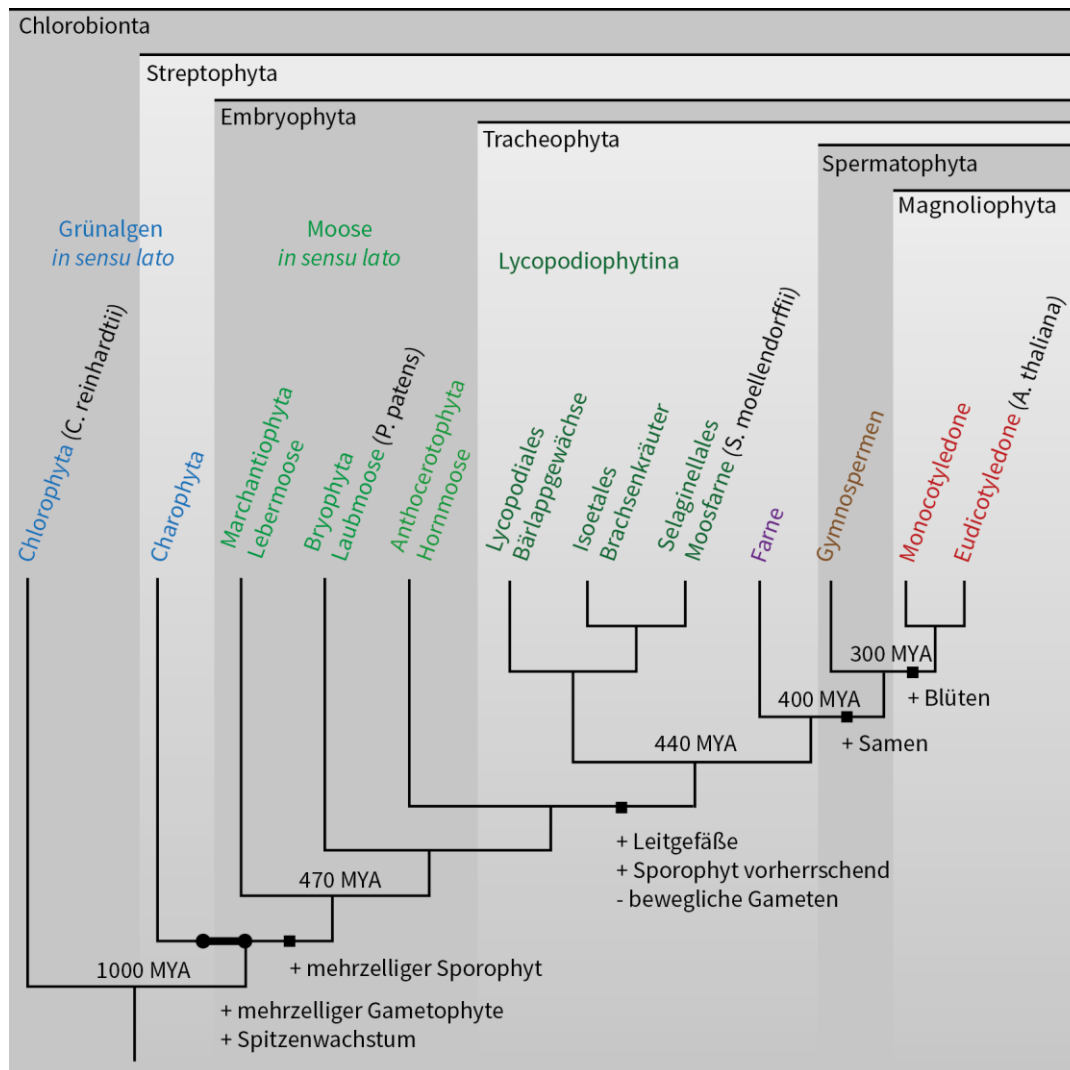 Chlorobionta
Streptophyta
Embryophyta
Tracheophyta
Spermatophyta
Magnoliophyta
Grünalgen
in sensu lato
Moose
in sensu lato
Lycopodiophytina
Chlorophyta (C. reinhardtii)
Charophyta
Marchantiophyta
Lebermoose
Bryophyta
Laubmoose (P. patens)
Anthocerotophyta
Hornmoose
Lycopodiales
Bärlappgewächse
Isoetales
Brachsenkräuter
Selaginellales
Moosfarne (S. moellendorffii)
Farne
Gymnospermen
Monocotyledone
Eudicotyledone (A. thaliana)
300 MYA
+ Blüten
400 MYA
+ Samen
440 MYA
+ Leitgefäße
+ Sporophyt vorherrschend
- bewegliche Gameten
470 MYA
+ mehrzelliger Sporophyt
1000 MYA
+ mehrzelliger Gametophyte
+ Spitzenwachstum